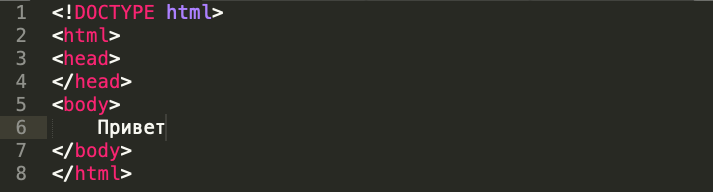 1 <!DOCTYPE html>
2 <html>
3 <head>
4 </head>
5 <body>
6     Привет
7 </body>
8 </html>